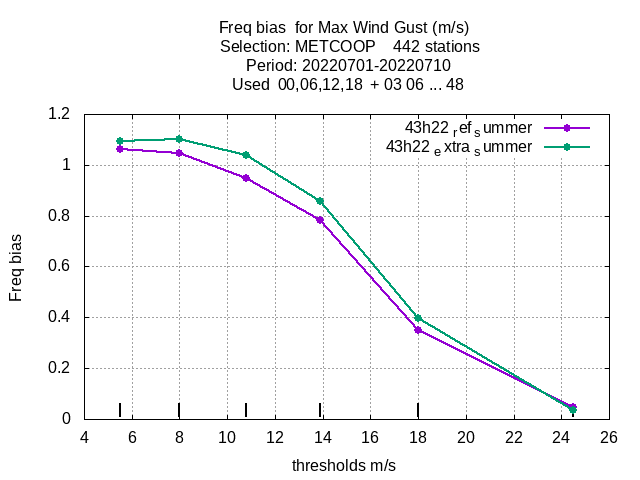 Freq bias  for Max Wind Gust (m/s)
Selection: METCOOP    442 stations
Period: 20220701-20220710
Used  00,06,12,18  + 03 06 ... 48
43h22 ref summer
43h22 extra summer
1.2
1
0.8
0.6
0.4
0.2
0
Freq bias
4 6 8 10 12 14 16 18 20 22 24 26
thresholds m/s